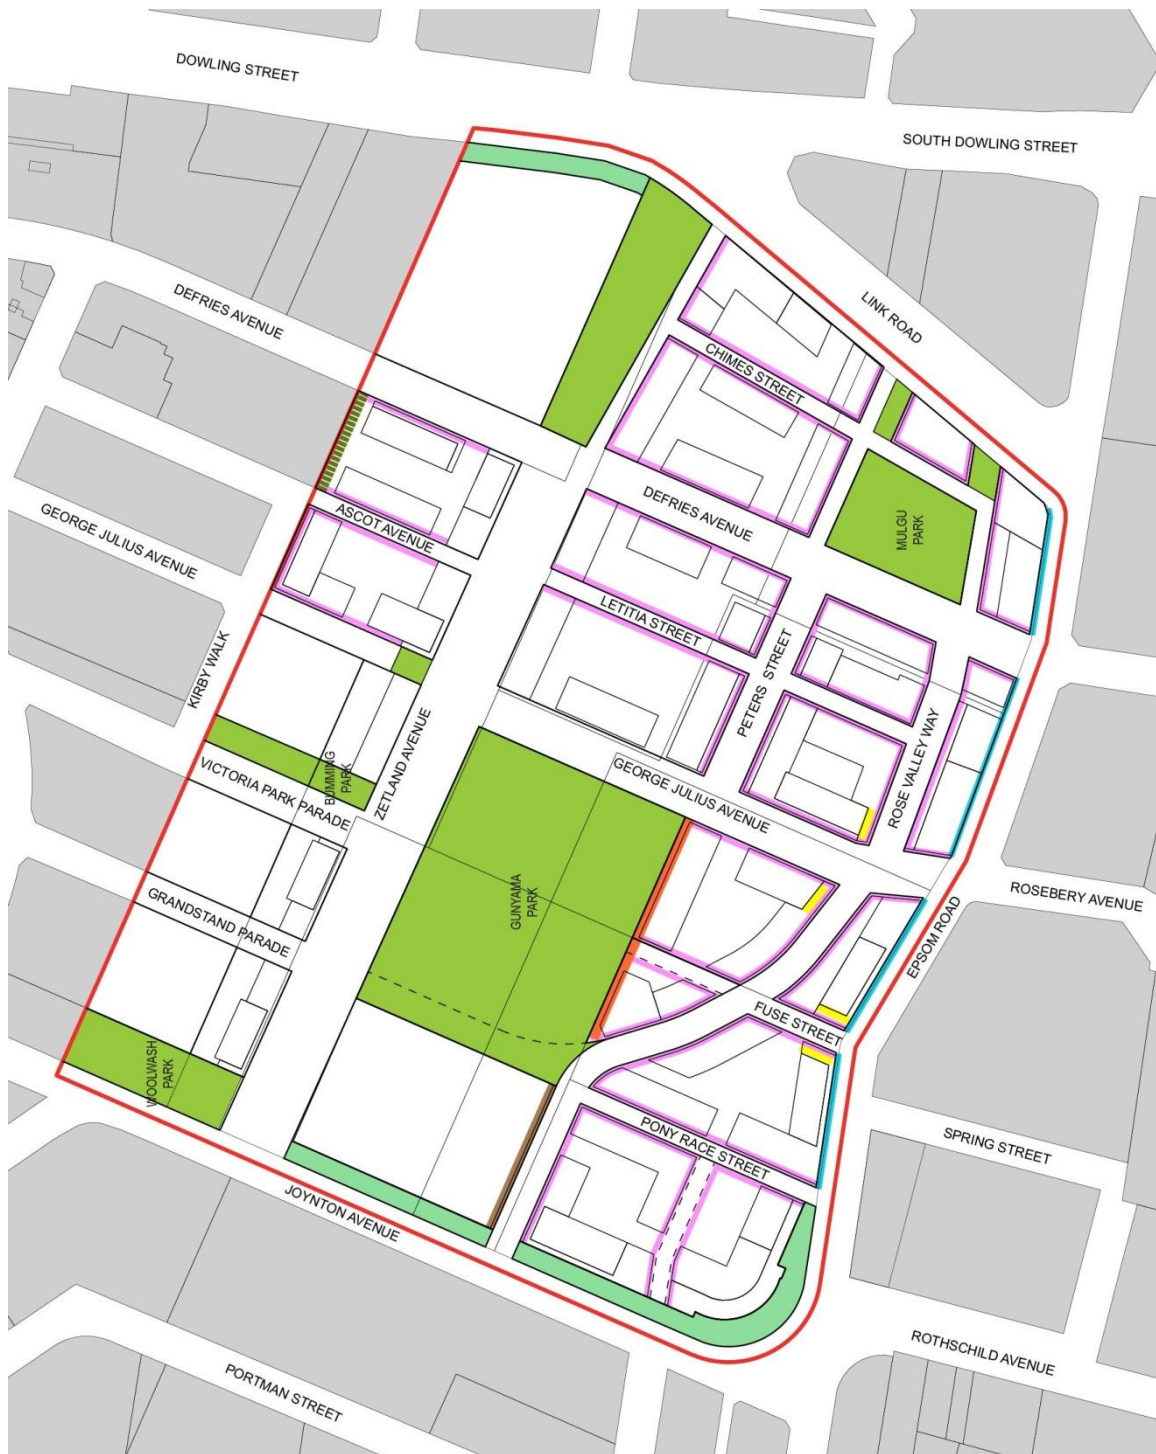 DOWLING STREET
SOUTH DOWLING STREET
DEFRIES AVENUE
LINK ROAD
CHIMES STREET
DEFRIES AVENUE
MULGU
PARK
GEORGE JULIUS AVENUE
ASCOT AVENUE
LETITIA STREET
KIRBY WALK
PETERS STREET
ROSE VALLEY WAY
ZETLAND AVENUE
BUMMING
PARK
VICTORIA PARK PARADE
GEORGE JULIUS AVENUE
GUNYAMA
PARK
ROSEBERY AVENUE
GRANDSTAND PARADE
EPSOM ROAD
FUSE STREET
WOOLWASH
PARK
PONY RACE STREET
SPRING STREET
JOYNTON AVENUE
ROTHSCHILD AVENUE
PORTMAN STREET